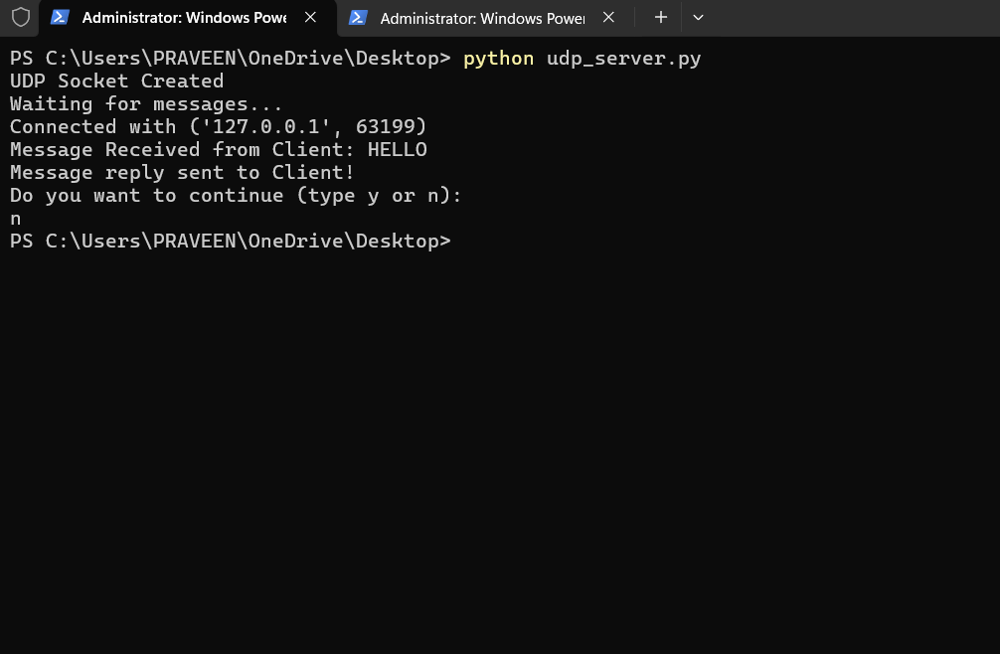 Administrator: Windows Powe
Administrator: Windows Power
PS C:\Users\PRAVEEN\OneDrive\Desktop> python udp_server.py
UDP Socket Created
Waiting for messages...
Connected with ('127.0.0.1', 63199)
Message Received from Client: HELLO
Message reply sent to Client!
Do you want to continue (type y or n):
n
PS C:\Users\PRAVEEN\OneDrive\Desktop>